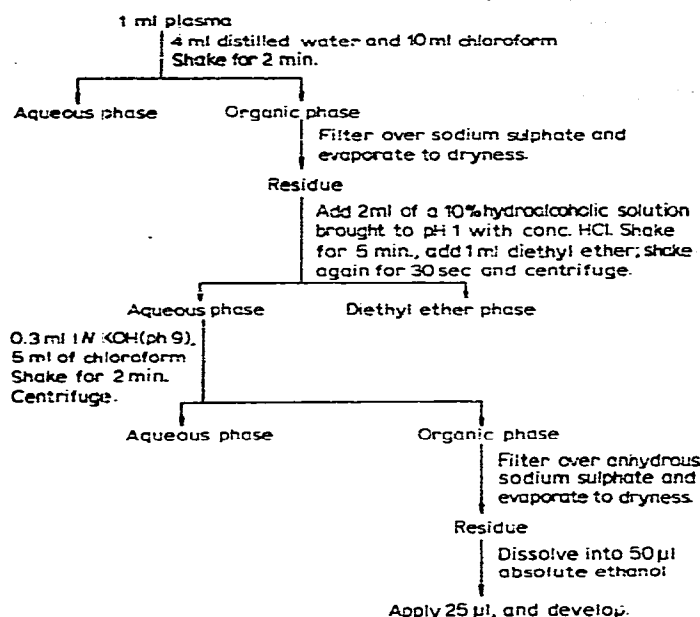 1 ml plasma
4 ml distilled water and 10 ml chloroform
Shake for 2 min.
Aqueous phase
Organic phase
Filter over sodium sulphate and
evaporate to dryness.
Residue
Add 2ml of a 10% hydroalcoholic solution
brought to pH 1 with conc. HCl. Shake
for 5 min., add 1 ml diethyl ether; shake
again for 30 sec and centrifuge.
Aqueous phase
Diethyl ether phase
0.3 ml 1N KOH (ph 9),
5 ml of chloroform
Shake for 2 min.
Centrifuge.
Aqueous phase
Organic phase
Filter over anhydrous
sodium sulphate and
evaporate to dryness.
Residue
Dissolve into 50 µl
absolute ethanol
Apply 25 µl, and develop.